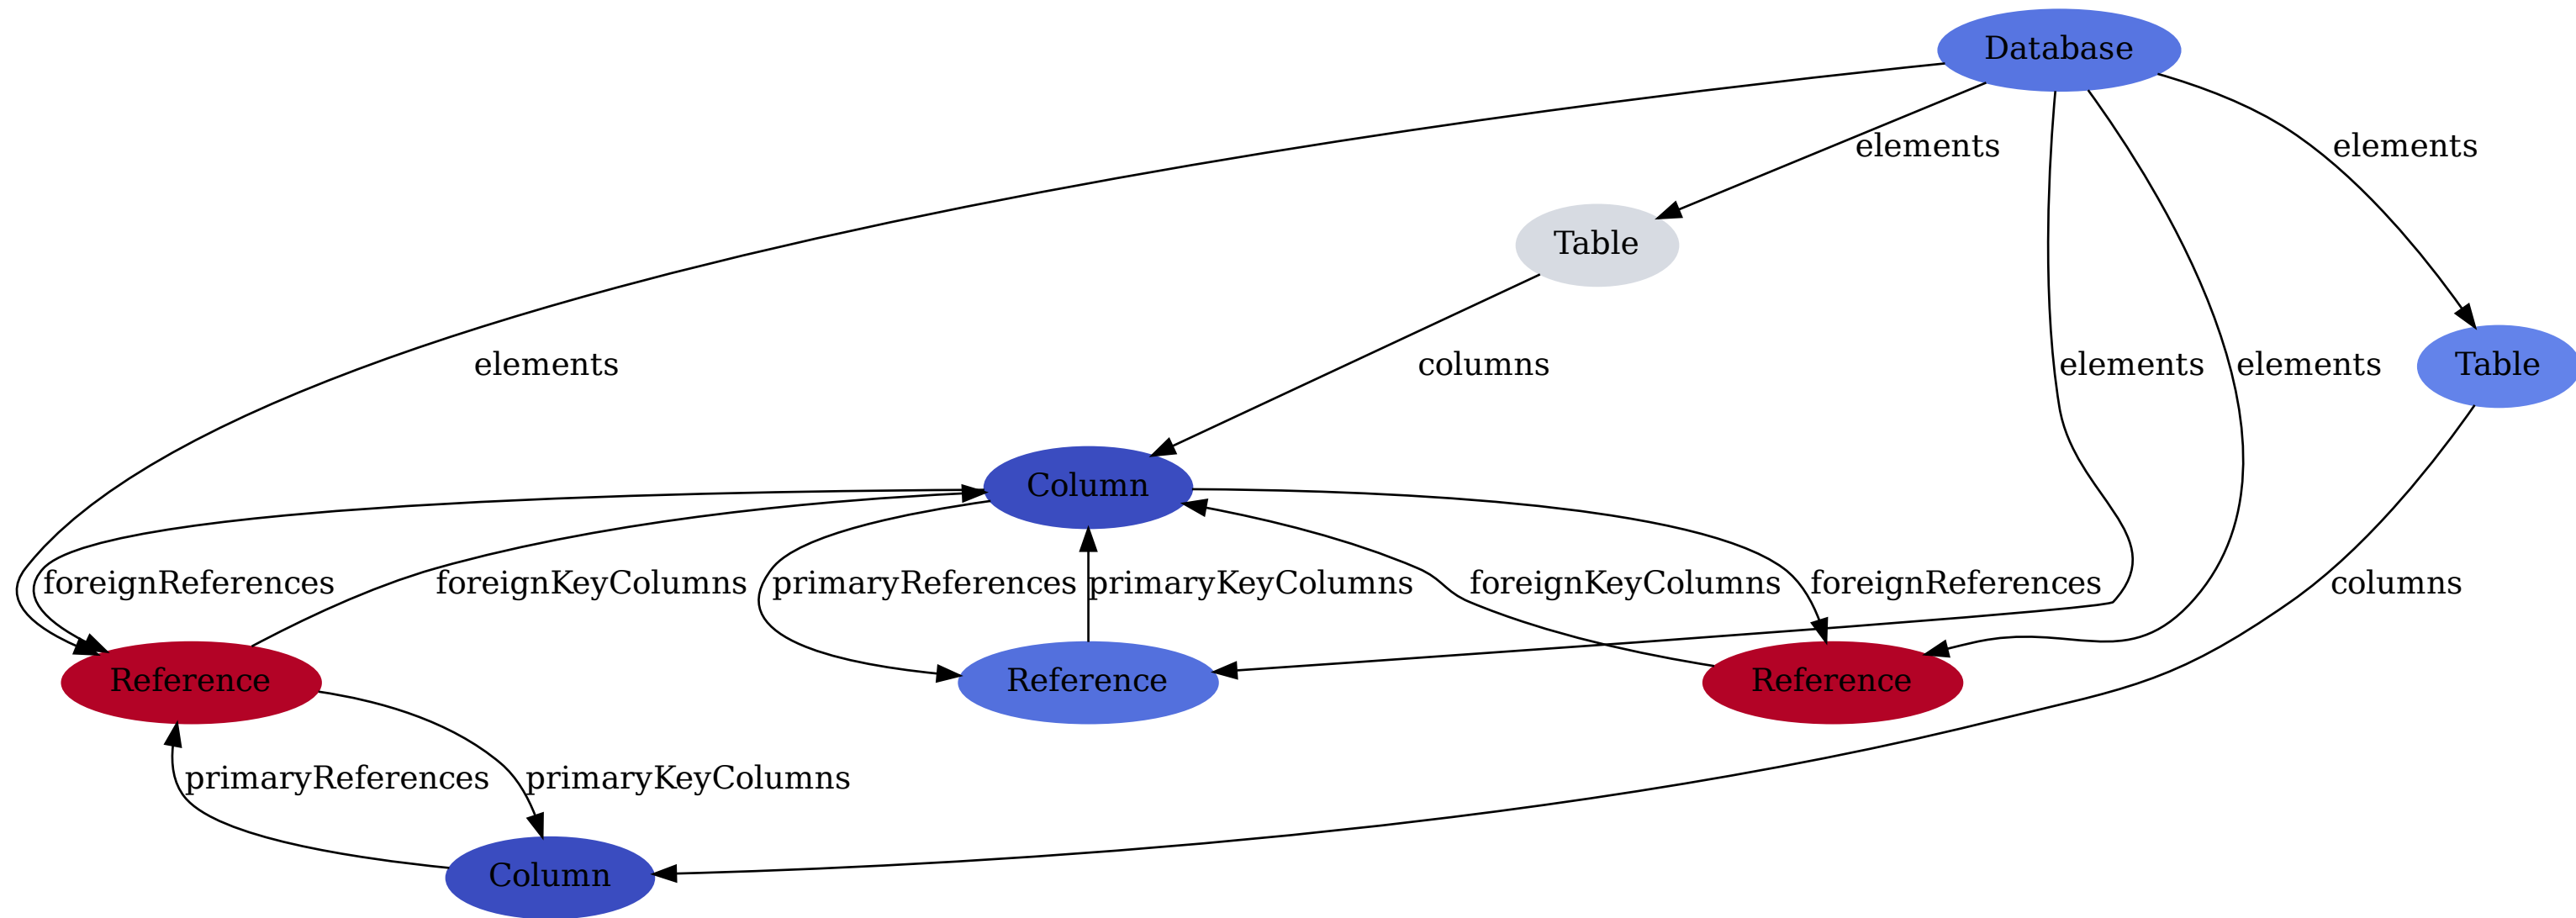 Database
elements
elements
Table
elements
columns
elements
elements
Table
Column
foreignReferences
foreignKeyColumns
primaryReferences
primaryKeyColumns
foreignKeyColumns
foreignReferences
columns
Reference
Reference
Reference
primaryReferences
primaryKeyColumns
Column